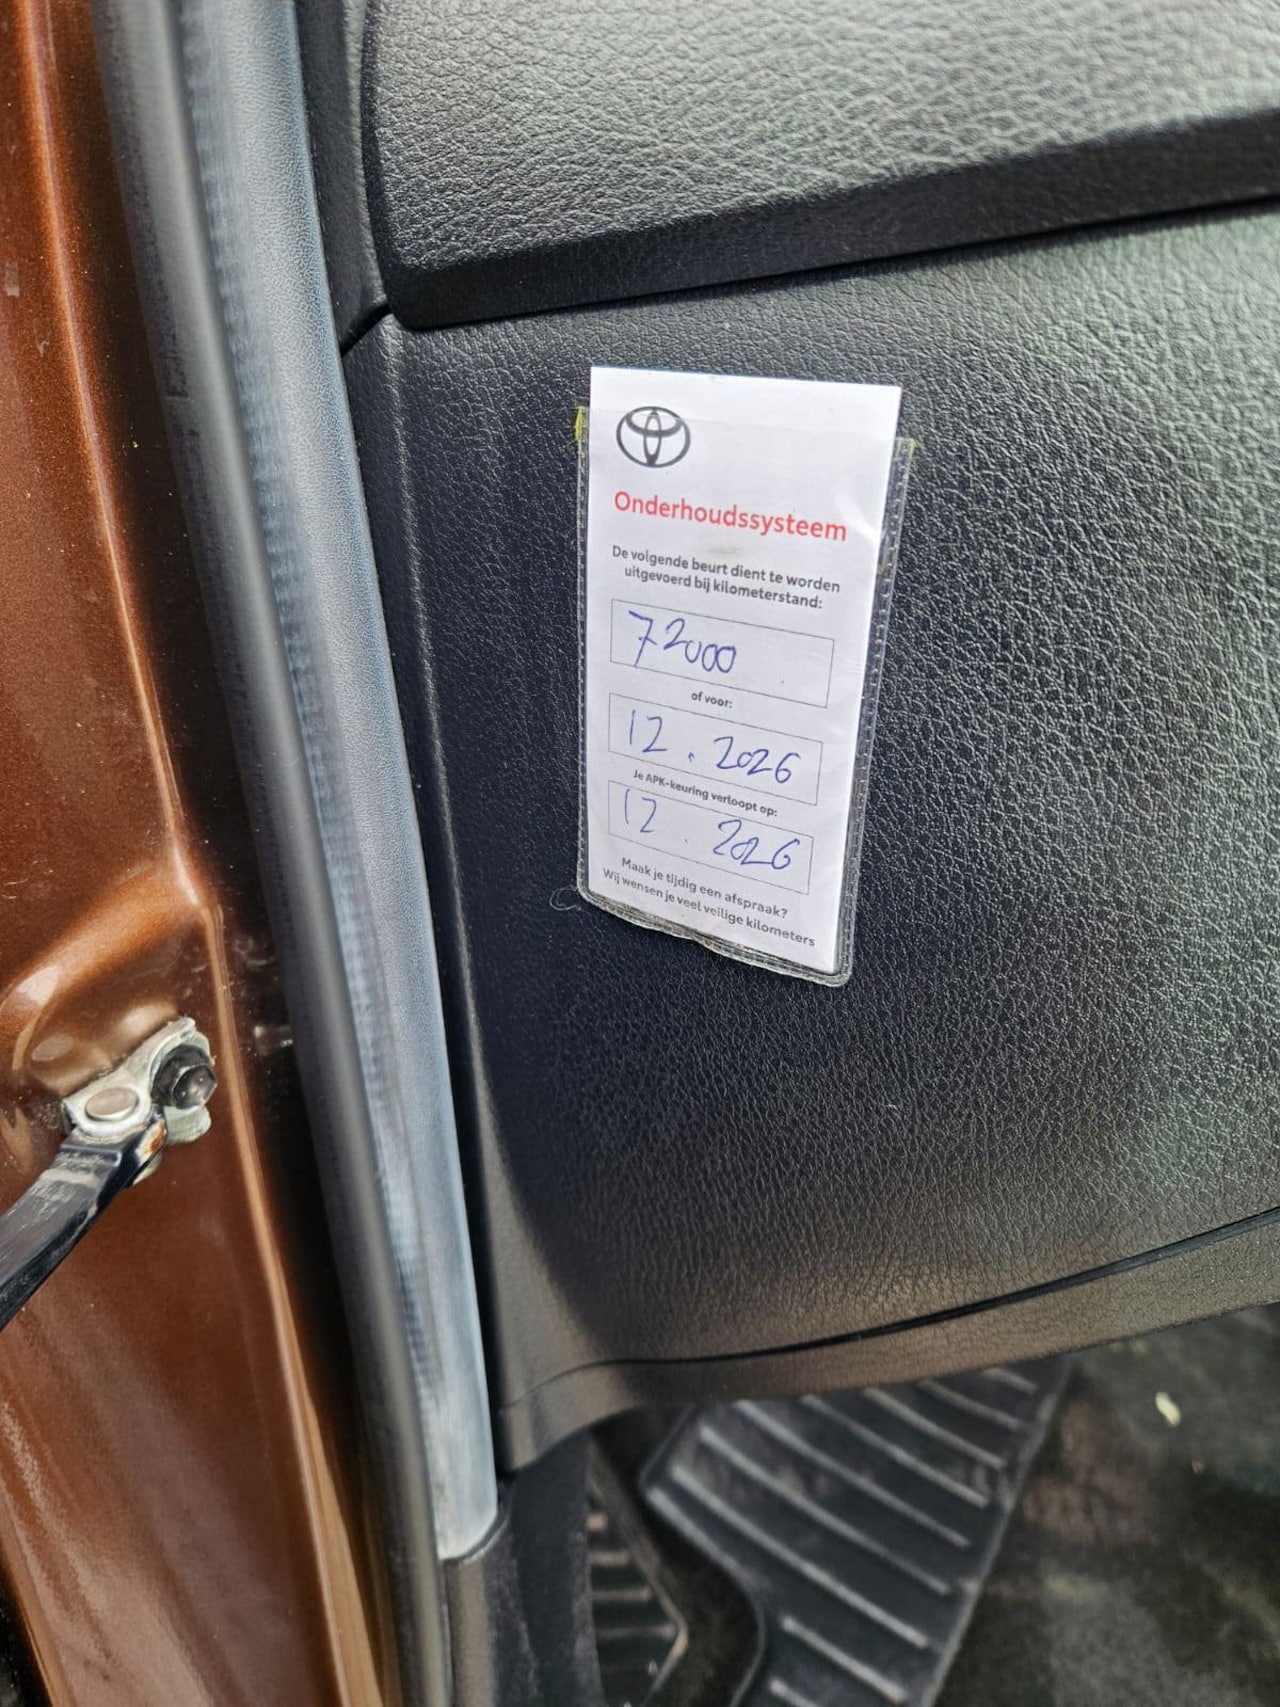 Onderhoudssysteem
De volgende beurt dient te worden
uitgevoerd bij kilometerstand:
72000
of voor:
12.2026
Je APK-keuring verloopt op:
12.2026
Maak je tijdig een afspraak?
Wij wensen je veel veilige kilometers